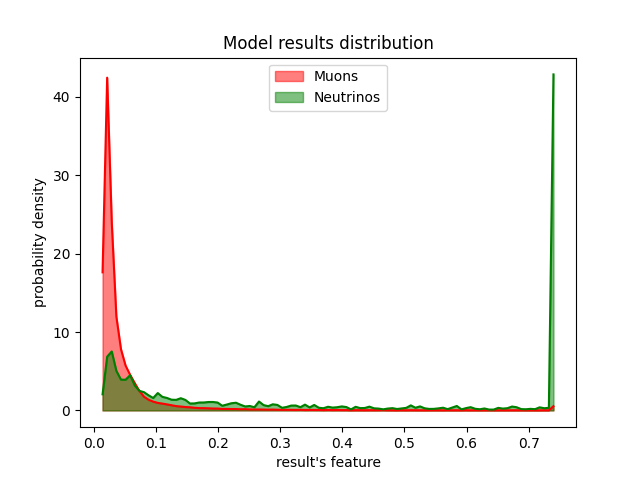 Model results distribution
Muons
Neutrinos
probability density
40
30
20
10
0
0.0 0.1 0.2 0.3 0.4 0.5 0.6 0.7
result's feature